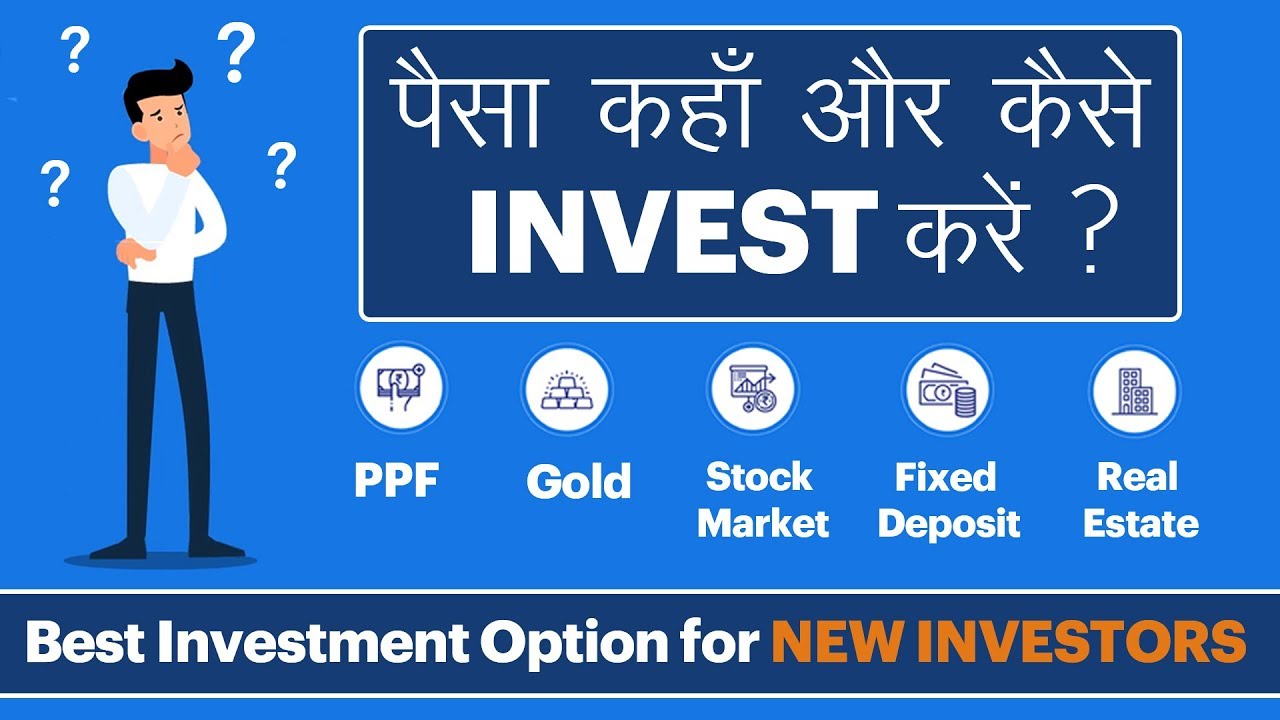 ? ? ? ?
पैसा कहाँ और कैसे
INVEST करें ?
PPF
Gold
Stock
Market
Fixed
Deposit
Real
Estate
Best Investment Option for NEW INVESTORS